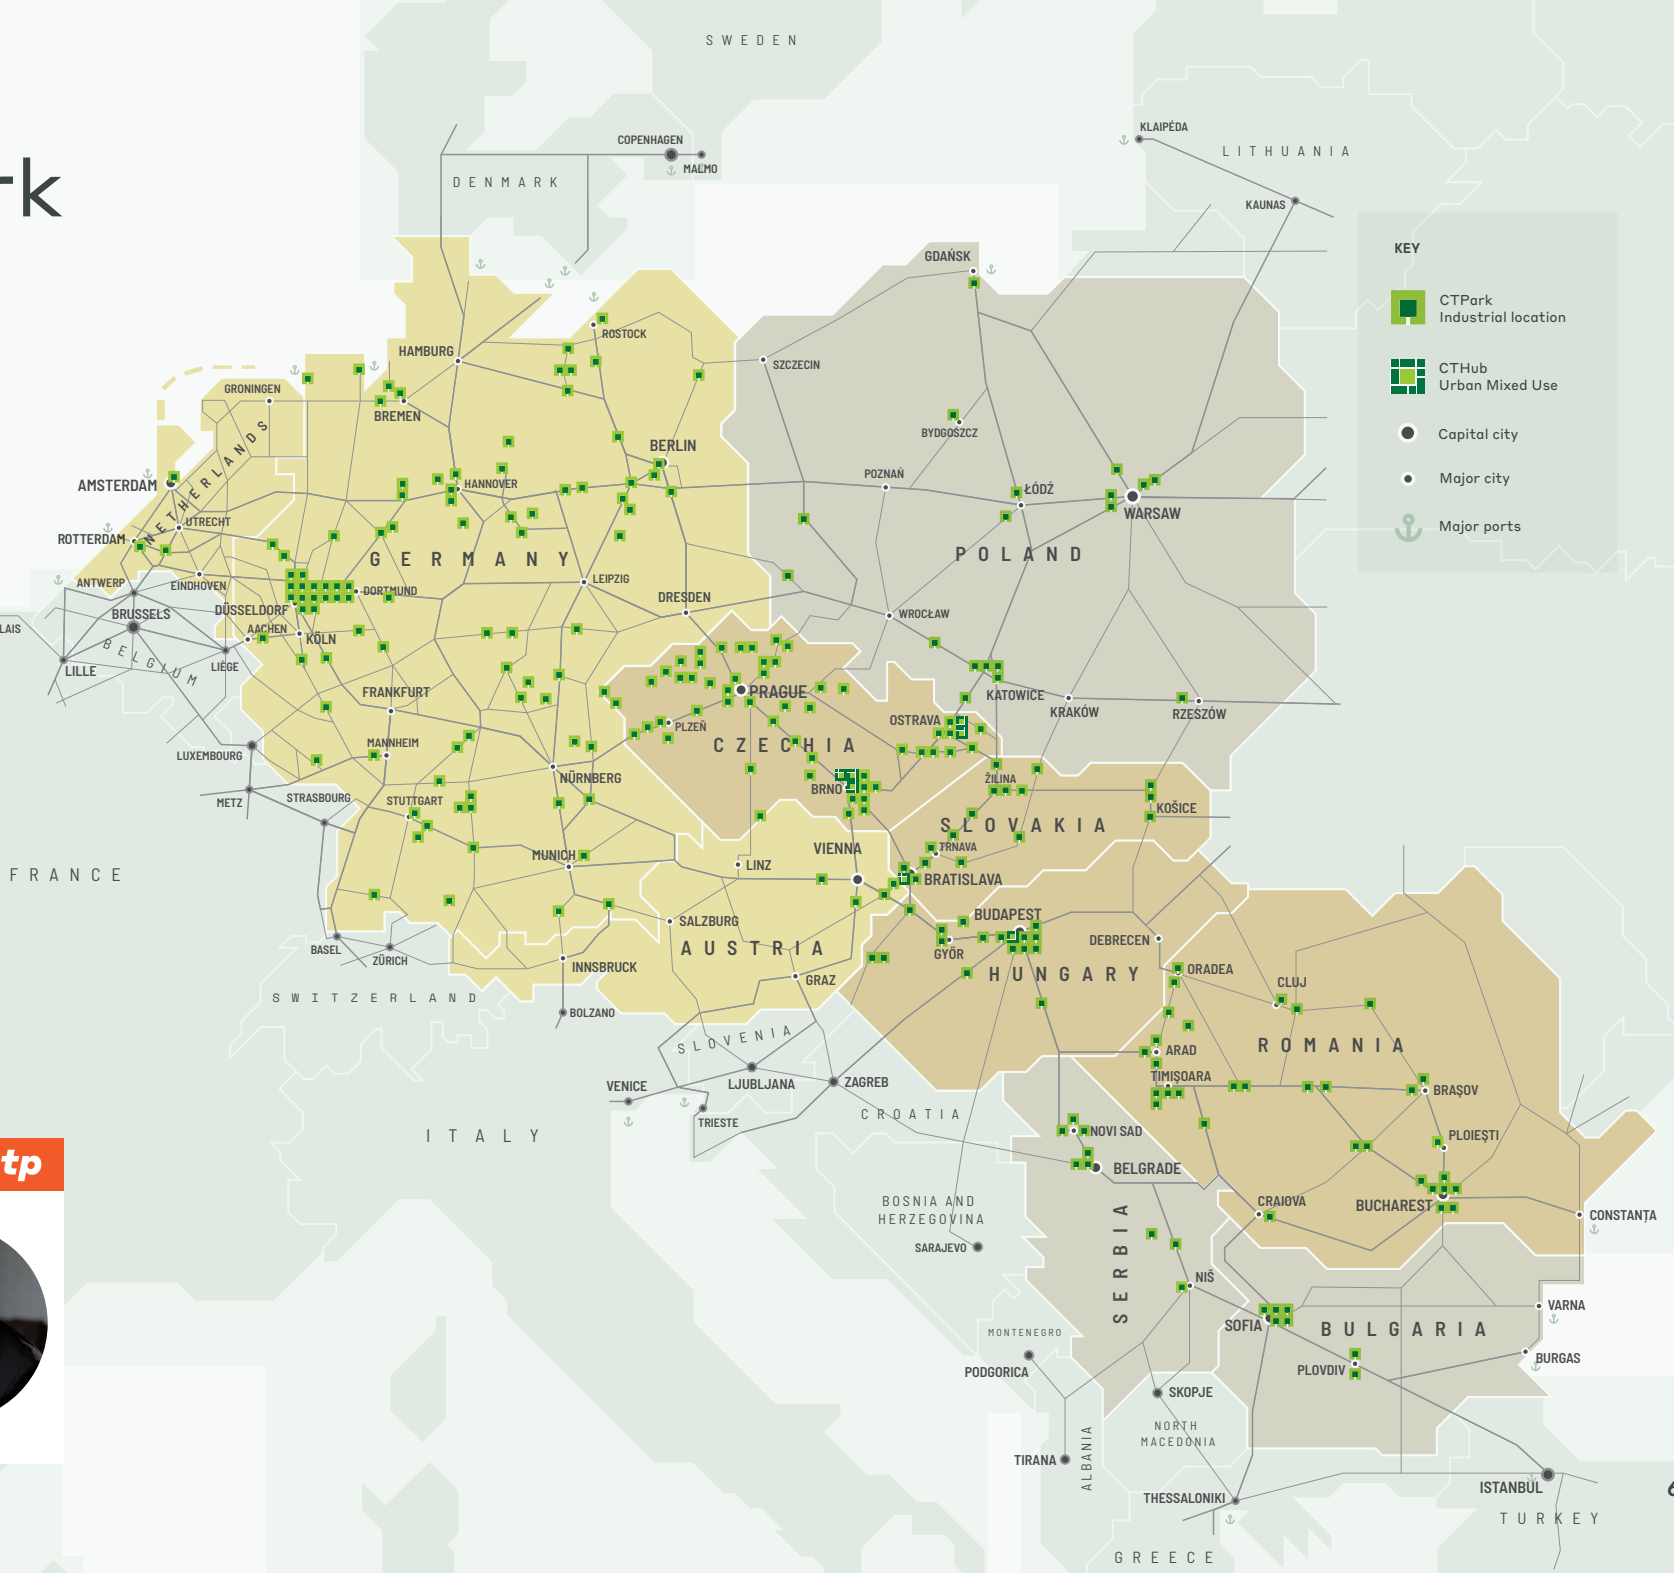 rk
SWEDEN
KLAIPĖDA
LITHUANIA
COPENHAGEN
MALMO
DENMARK
KAUNAS
KEY
CTPark
Industrial location
CTHub
Urban Mixed Use
Capital city
Major city
Major ports
GDAŃSK
ROSTOCK
HAMBURG
SZCZECIN
GRONINGEN
BREMEN
BYDGOSZCZ
BERLIN
NETHERLANDS
AMSTERDAM
HANNOVER
POZNAŃ
ŁÓDŹ
WARSAW
UTRECHT
ROTTERDAM
GERMANY
POLAND
ANTWERP
EINDHOVEN
DORTMUND
LEIPZIG
DRESDEN
WROCŁAW
BRUSSELS
DÜSSELDORF
LAIS
AACHEN
KÖLN
BELGIUM
LILLE
LIÈGE
FRANKFURT
PRAGUE
KATOWICE
KRAKÓW
RZESZÓW
OSTRAVA
PLZEŇ
CZECHIA
LUXEMBOURG
MANNHEIM
NÜRNBERG
ŽILINA
BRNO
METZ
STRASBOURG
STUTTGART
KOŠICE
SLOVAKIA
TRNAVA
VIENNA
MUNICH
LINZ
BRATISLAVA
FRANCE
SALZBURG
BUDAPEST
AUSTRIA
DEBRECEN
BASEL
ZÜRICH
GYŐR
INNSBRUCK
GRAZ
HUNGARY
ORADEA
CLUJ
SWITZERLAND
BOLZANO
SLOVENIA
ROMANIA
ARAD
TIMIȘOARA
VENICE
LJUBLJANA
ZAGREB
BRAȘOV
TRIESTE
CROATIA
NOVI SAD
ITALY
PLOIEȘTI
tp
BELGRADE
BOSNIA AND
HERZEGOVINA
CRAIOVA
BUCHAREST
CONSTANȚA
SARAJEVO
SERBIA
NIŠ
VARNA
SOFIA
BULGARIA
MONTENEGRO
BURGAS
PODGORICA
PLOVDIV
SKOPJE
NORTH
MACEDONIA
TIRANA
ALBANIA
ISTANBUL
THESSALONIKI
TURKEY
GREECE